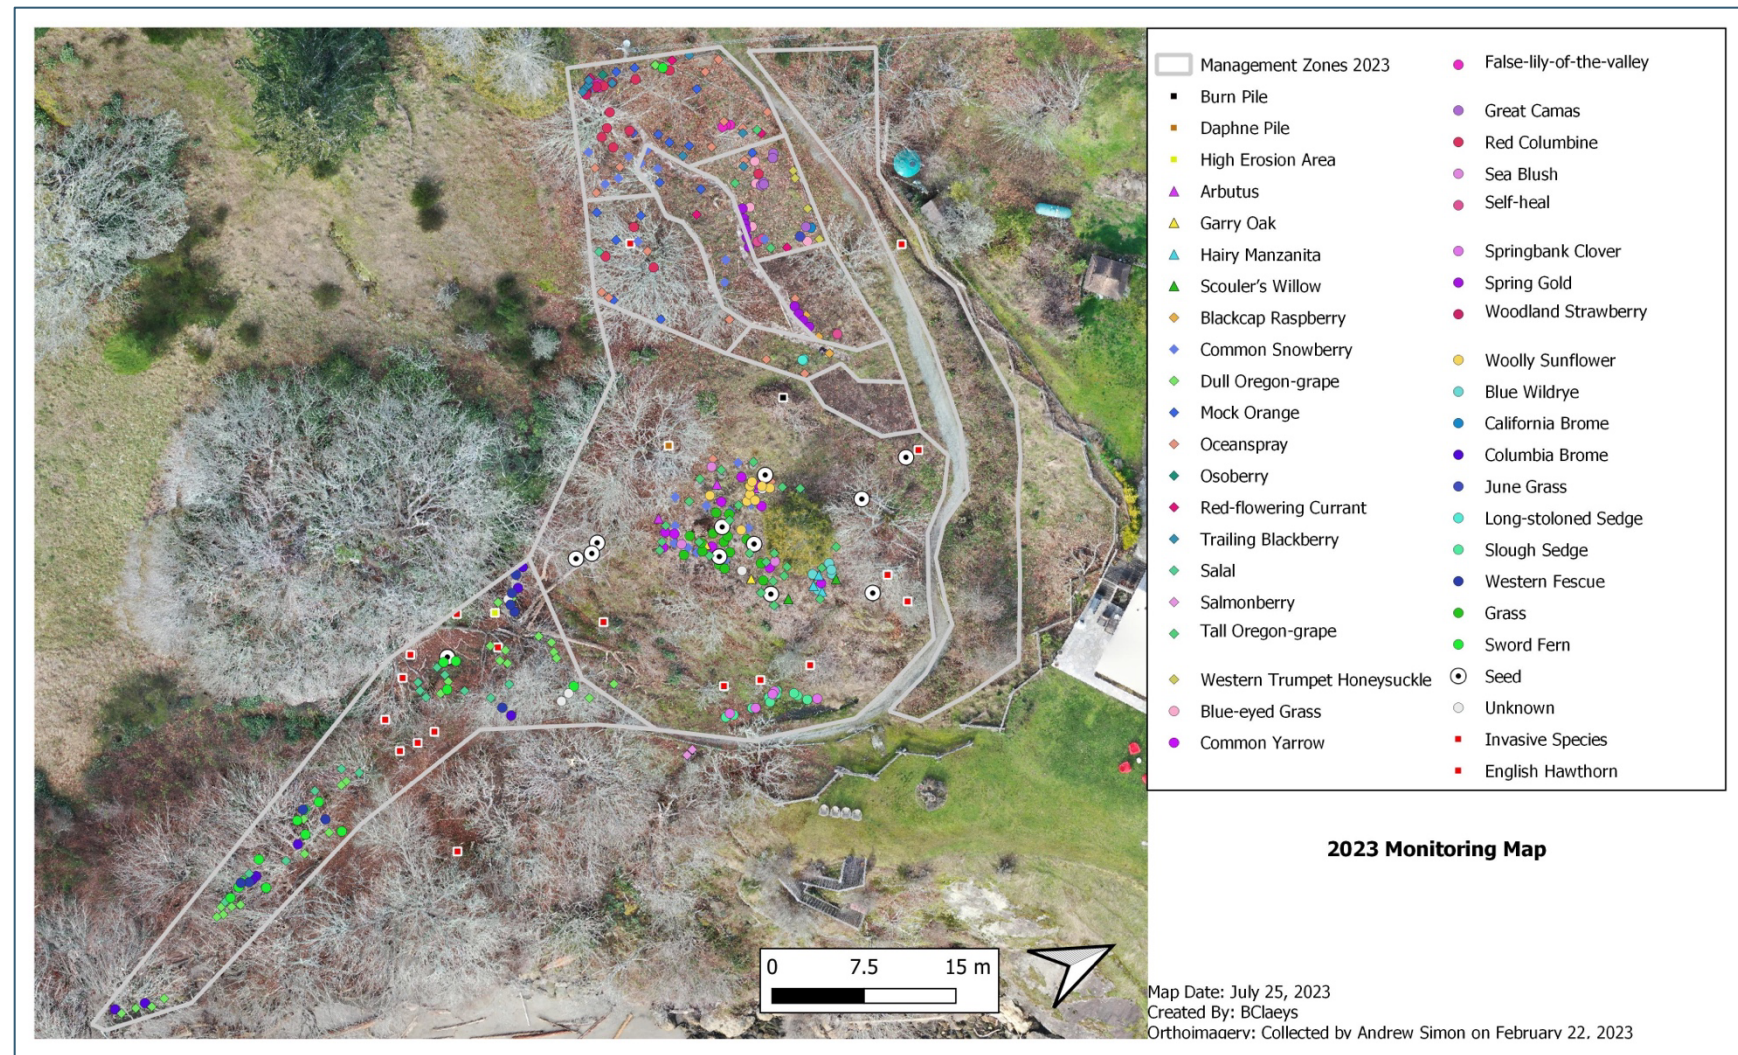 Management Zones 2023
Burn Pile
Daphne Pile
High Erosion Area
Arbutus
Garry Oak
Hairy Manzanita
Scouler's Willow
Blackcap Raspberry
Common Snowberry
Dull Oregon-grape
Mock Orange
Oceanspray
Osoberry
Red-flowering Currant
Trailing Blackberry
Salal
Salmonberry
Tall Oregon-grape
Western Trumpet Honeysuckle
Blue-eyed Grass
Common Yarrow
False-lily-of-the-valley
Great Camas
Red Columbine
Sea Blush
Self-heal
Springbank Clover
Spring Gold
Woodland Strawberry
Woolly Sunflower
Blue Wildrye
California Brome
Columbia Brome
June Grass
Long-stoloned Sedge
Slough Sedge
Western Fescue
Grass
Sword Fern
Seed
Unknown
Invasive Species
English Hawthorn
2023 Monitoring Map
0 7.5 15 m
Map Date: July 25, 2023
Created By: BClaeys
Orthoimagery: Collected by Andrew Simon on February 22, 2023